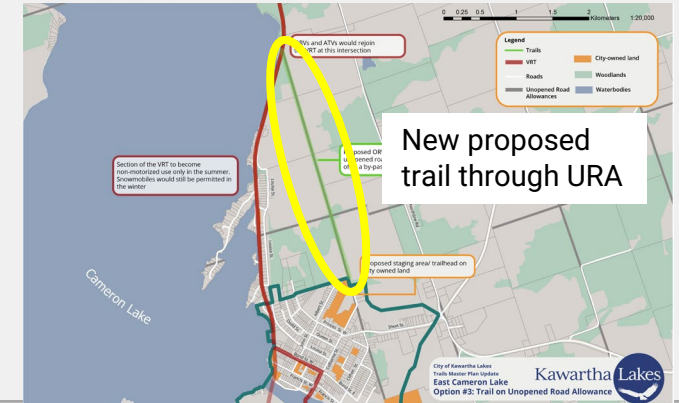 0 0.25 0.5 1 1.5 2
Kilometers 1:20,000
Legend
Trails
VRT
Roads
Unopened Road
Allowances
City-owned land
Woodlands
Waterbodies
and ATVs would rejoin
at this intersection
New proposed
trail through URA
Section of the VRT to become
non-motorized use only in the summer.
Snowmobiles would still be permitted in
the winter
posed staging area/ trailhead on
owned land
Cameron Lake
City of Kawartha Lakes
Trails Master Plan Update
East Cameron Lake
Option #3: Trail on Unopened Road Allowance
Kawartha Lakes